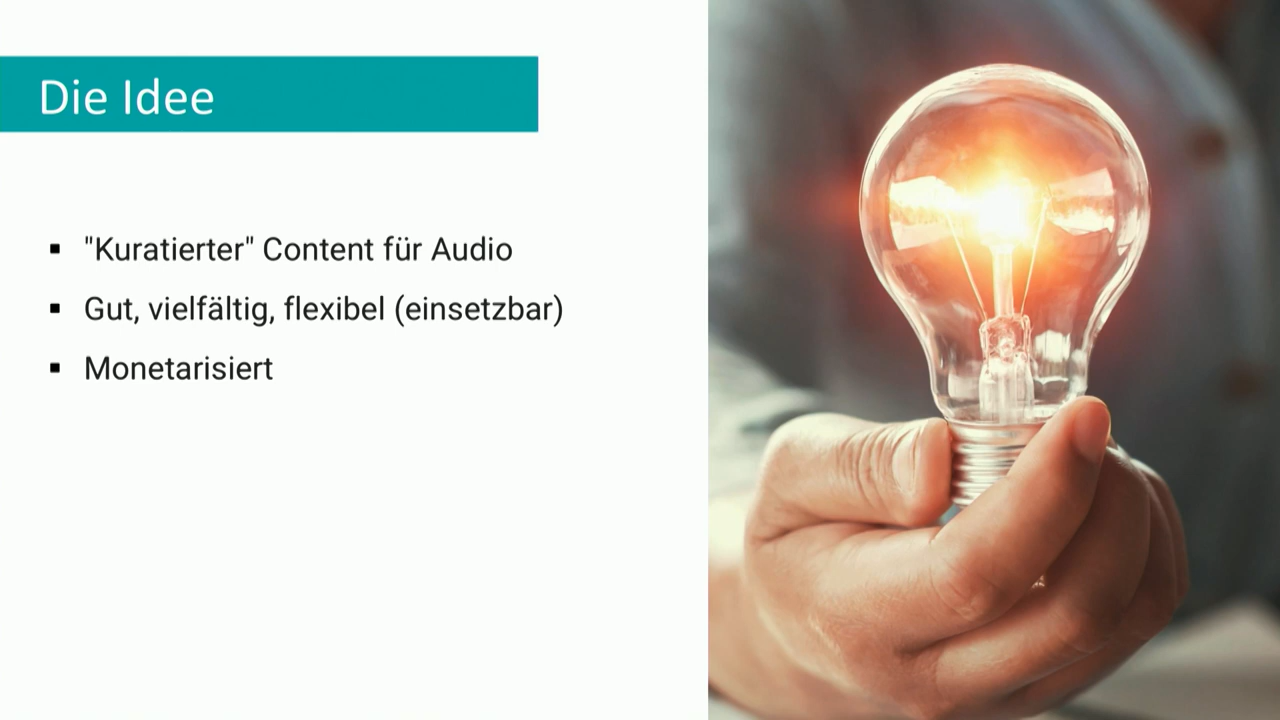 Die Idee
"Kuratierter" Content für Audio
Gut, vielfältig, flexibel (einsetzbar)
Monetarisiert